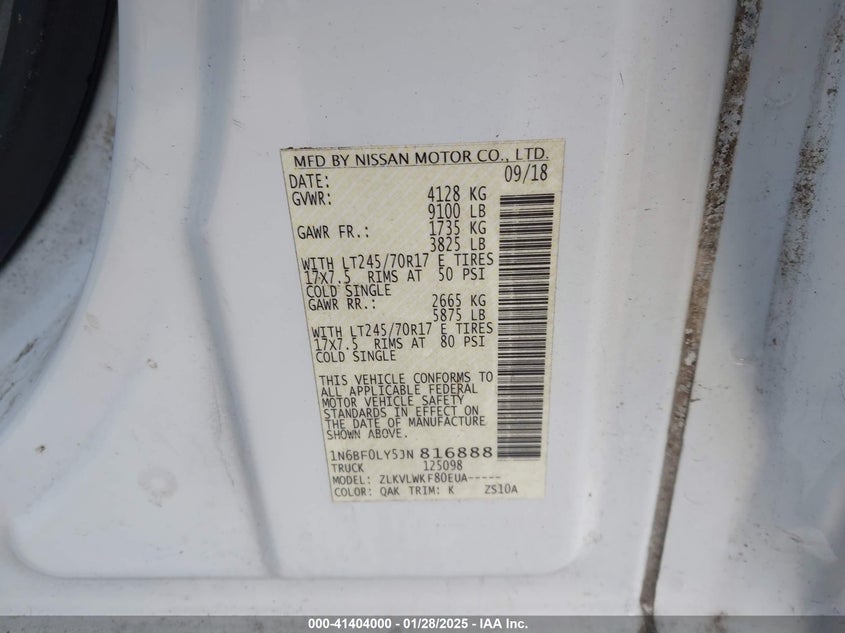 MFD BY NISSAN MOTOR CO., LTD.
DATE: 09/18
GVWR: 4128 KG
9100 LB
GAWR FR.: 1735 KG
3825 LB
WITH LT245/70R17 E TIRES
17X7.5 RIMS AT 50 PSI
COLD SINGLE
GAWR RR.: 2665 KG
5875 LB
WITH LT245/70R17 E TIRES
17X7.5 RIMS AT 80 PSI
COLD SINGLE
THIS VEHICLE CONFORMS TO
ALL APPLICABLE FEDERAL
MOTOR VEHICLE SAFETY
STANDARDS IN EFFECT ON
THE DATE OF MANUFACTURE
SHOWN ABOVE.
1N6BF0LY5JN 816888
TRUCK 125098
MODEL: ZLKVLWKF80EUA-----
COLOR: QAK TRIM: K ZS10A
000-41404000 - 01/28/2025 - IAA Inc.